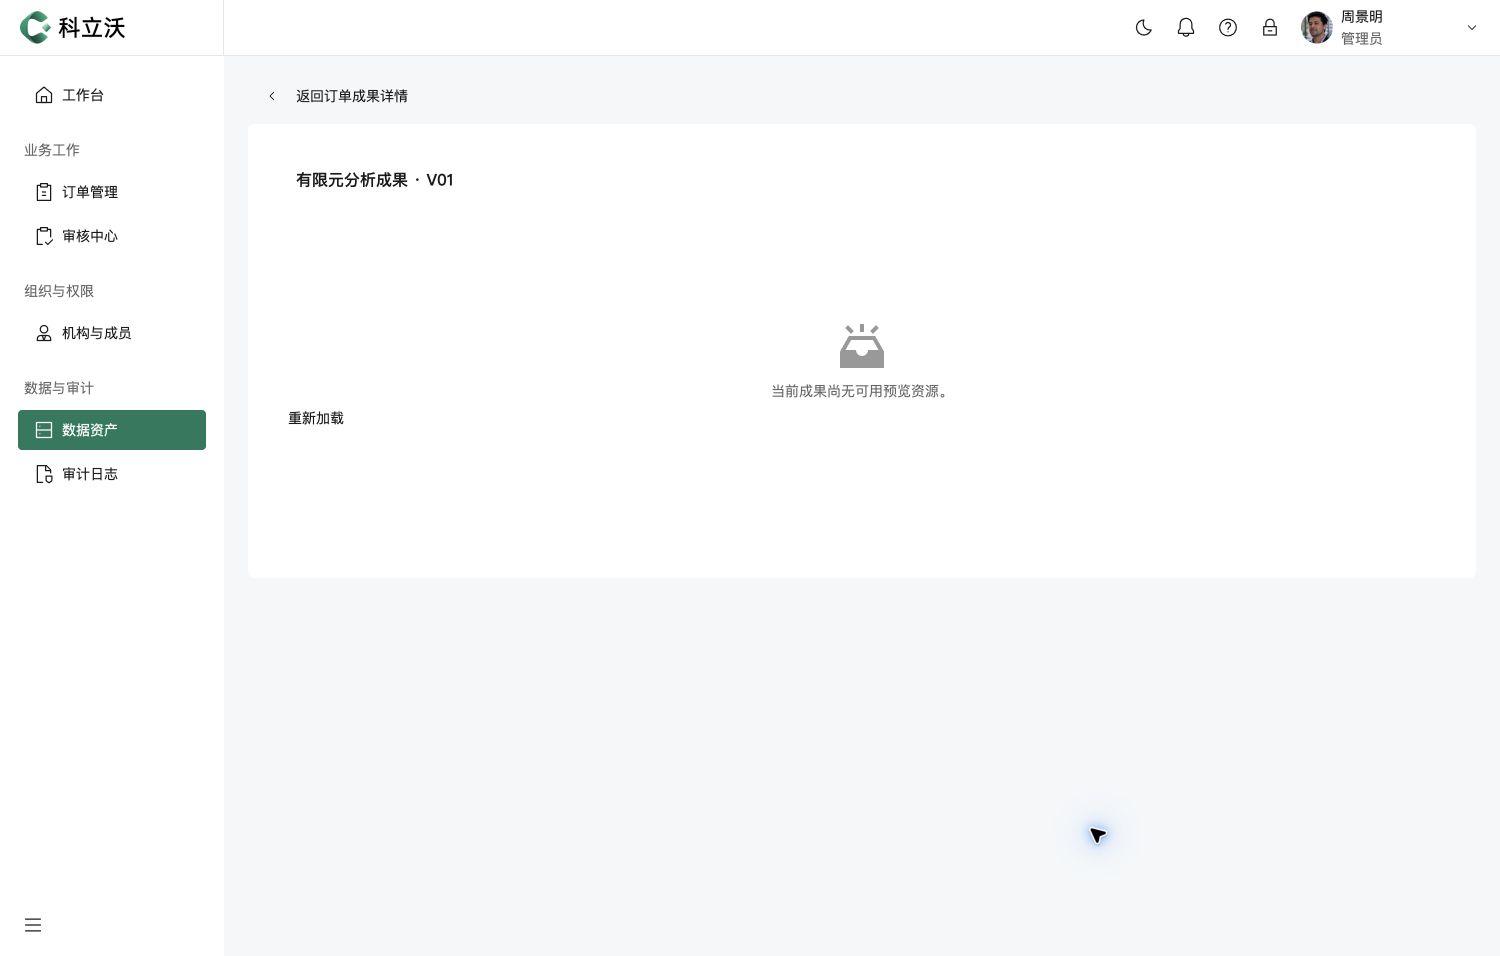 科立沃
周景明
管理员
工作台
业务工作
订单管理
审核中心
组织与权限
机构与成员
数据与审计
数据资产
审计日志
返回订单成果详情
有限元分析成果 · V01
当前成果尚无可用预览资源。
重新加载